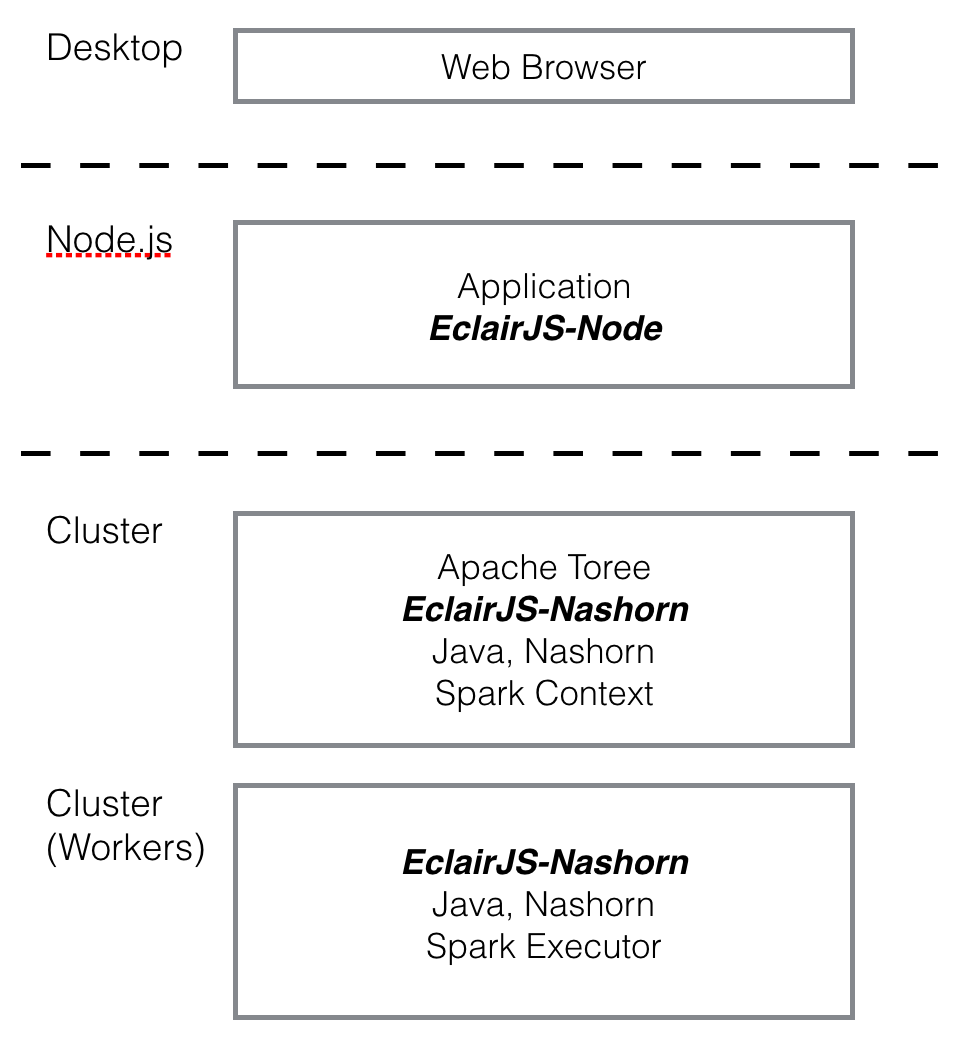 Desktop
Web Browser
Node.js
Application
EclairJS-Node
Cluster
Apache Toree
EclairJS-Nashorn
Java, Nashorn
Spark Context
Cluster
(Workers)
EclairJS-Nashorn
Java, Nashorn
Spark Executor